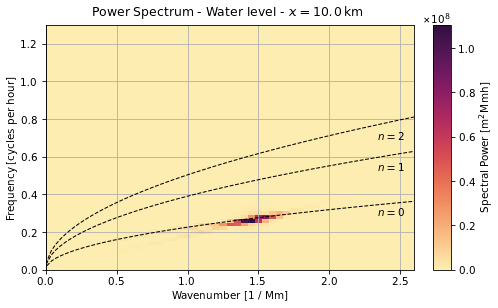 Power Spectrum - Water level - x = 10.0 km
×10⁸
1.2
1.0
0.8
0.6
0.4
0.2
0.0
Frequency [cycles per hour]
n = 2
n = 1
n = 0
0.0 0.5 1.0 1.5 2.0 2.5
Wavenumber [1 / Mm]
1.0
0.8
0.6
0.4
0.2
0.0
Spectral Power [m² Mm h]